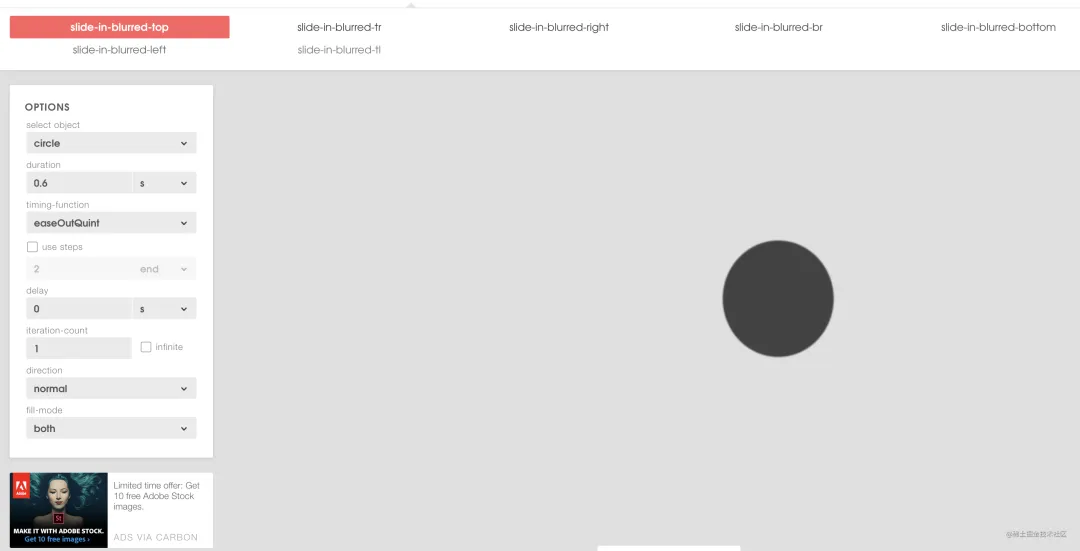 slide-in-blurred-top
slide-in-blurred-tr
slide-in-blurred-right
slide-in-blurred-br
slide-in-blurred-bottom
slide-in-blurred-left
slide-in-blurred-tl
OPTIONS
select object
circle
duration
0.6 s
timing-function
easeOutQuint
use steps
2 end
delay
0 s
iteration-count
1 infinite
direction
normal
fill-mode
both
Adobe
St
MAKE IT WITH ADOBE STOCK.
Get 10 free images ›
Limited time offer: Get
10 free Adobe Stock
images.
ADS VIA CARBON
@稀土掘金技术社区